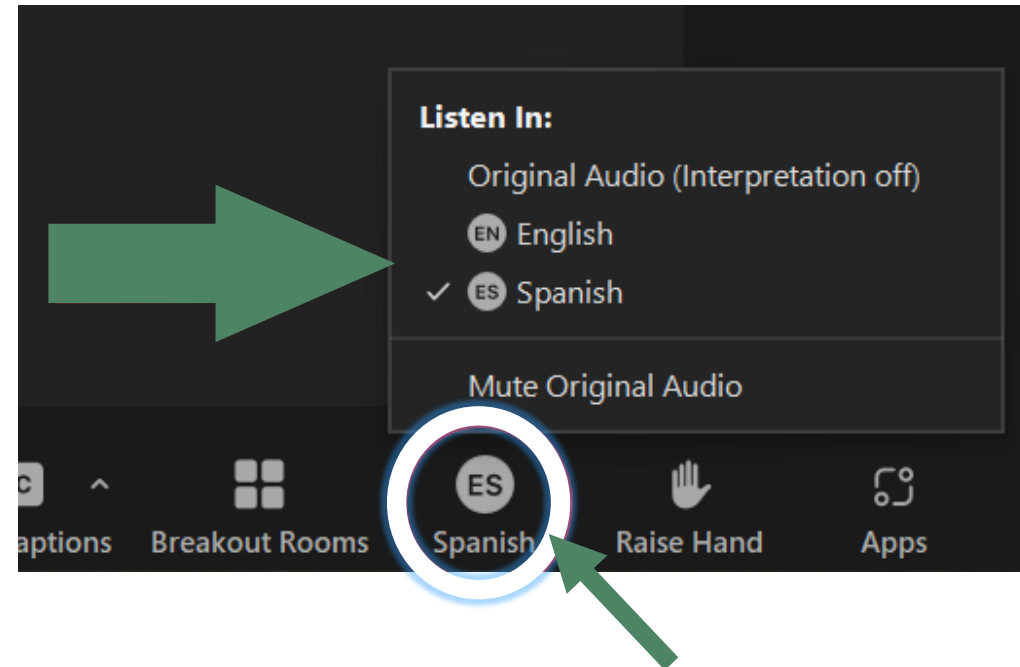 Listen In:
Original Audio (Interpretation off)
EN English
ES Spanish
Mute Original Audio
C
ES
aptions Breakout Rooms Spanish Raise Hand Apps